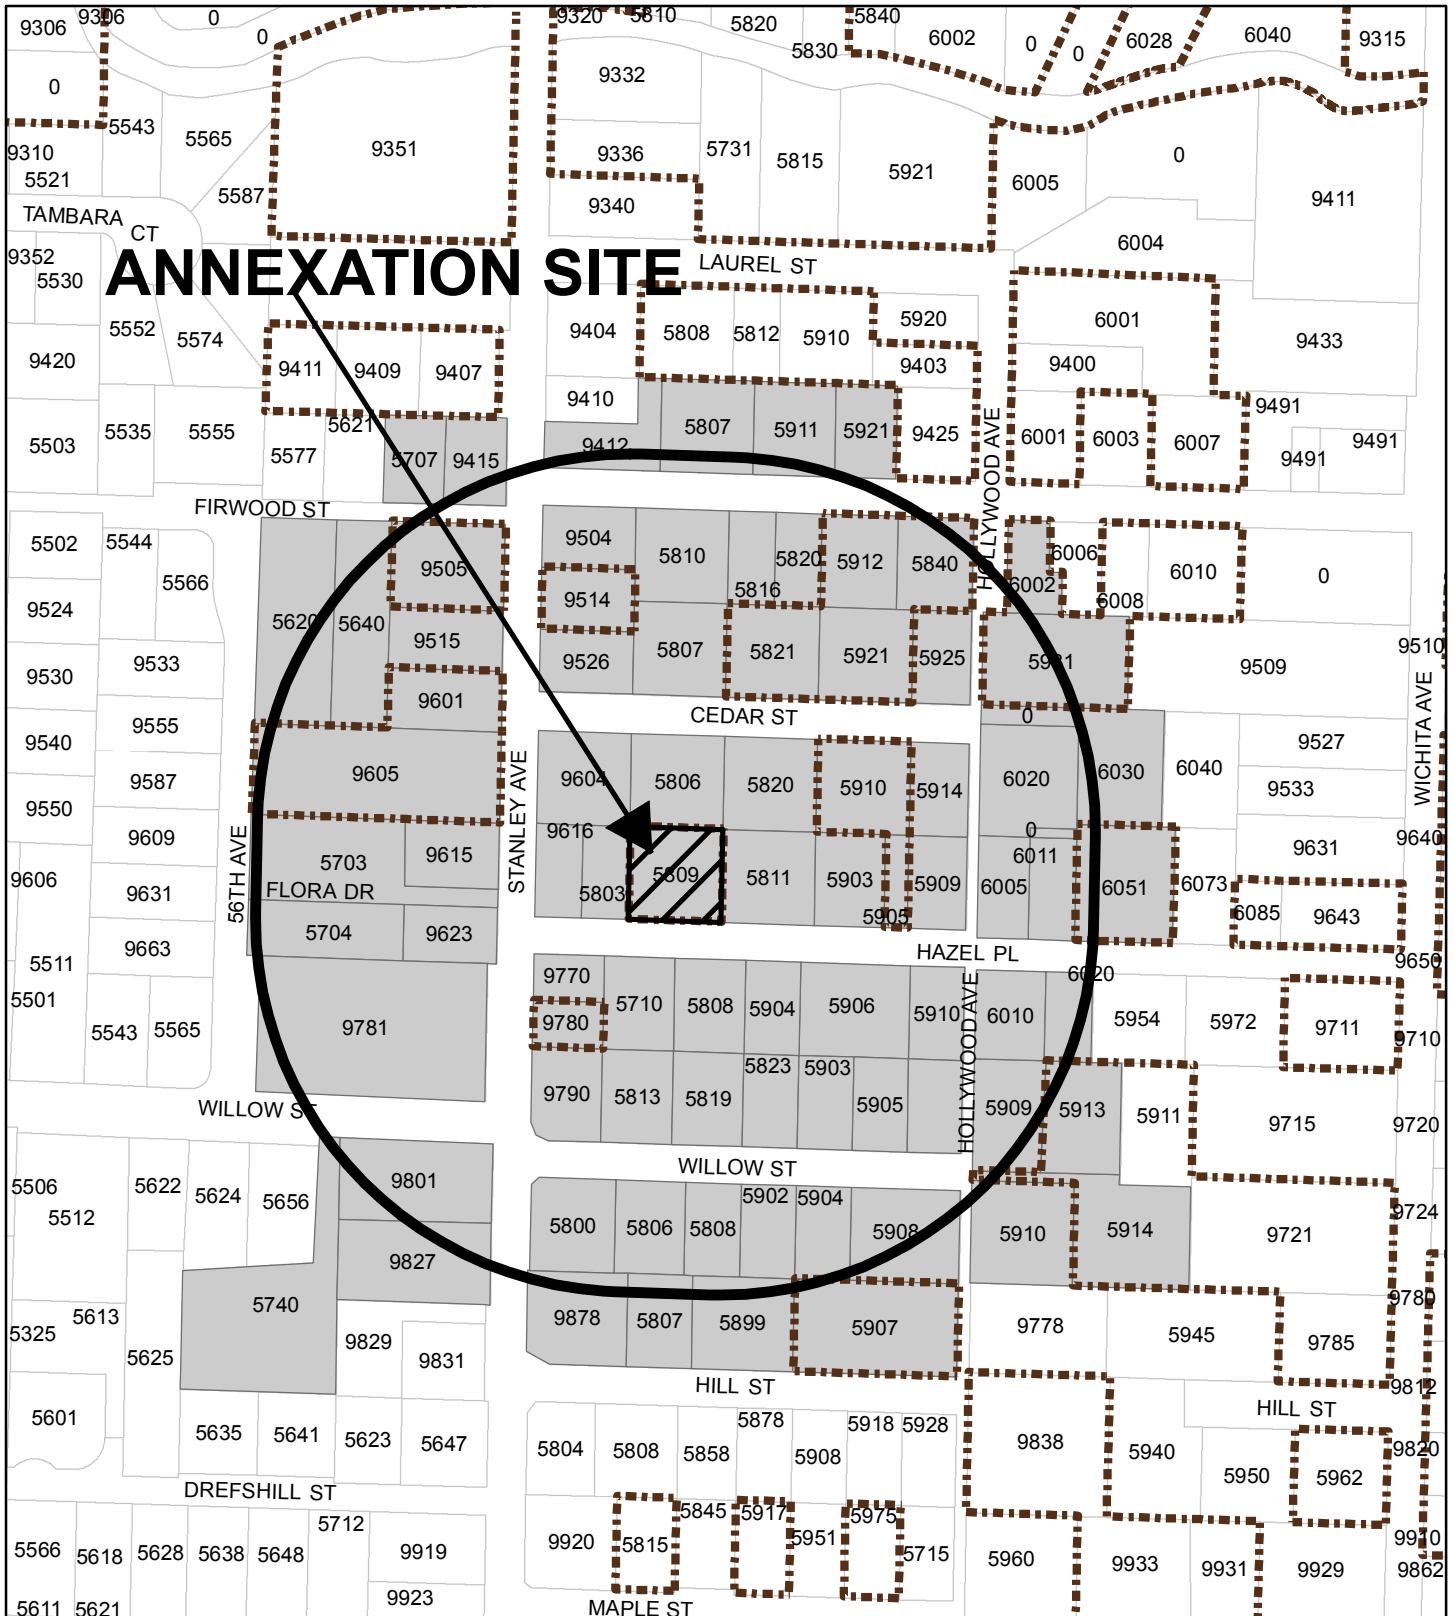 9306 9306 0 0 9320 5810 5820 5830 5840 6002 0 0 6028 6040 9315
0 9332
5543 5565 9351 9336 5731 5815 5921 6005 0 9411
9310
5521 5587 9340 6004
TAMBARA CT
9352
5530
ANNEXATION SITE
LAUREL ST
5552 5574 9404 5808 5812 5910 5920 6001 9433
9420 9411 9409 9407 9403 9400
9410 9491
5503 5535 5555 5577 5621 5707 9415 9412 5807 5911 5921 9425 6001 6003 6007 9491 9491
HOLLYWOOD AVE
FIRWOOD ST
5502 5544 5566 9505 9504 5810 5816 5820 5912 5840 6002 6006 6008 6010 0
9524 5620 5640 9515 9514
9530 9533 9601 9526 5807 5821 5921 5925 5931 9509 9510
CEDAR ST
0
WICHITA AVE
9540 9555 9605 9604 5806 5820 5910 5914 6020 6030 6040 9527
9550 9587 9533
STANLEY AVE
9609 9616 0 9640
56TH AVE
5703 9615 5803 5809 5811 5903 5905 5909 6005 6011 6051 6073 9631
9606 9631
FLORA DR
6085 9643
5704 9623
9663
HAZEL PL
9650
5511 9770 6020
5501 9781 5710 5808 5904 5906 5910 6010 5954 5972 9711 9710
HOLLYWOOD AVE
5543 5565 9780
9790 5813 5819 5823 5903 5905 5909 5913 5911 9715 9720
WILLOW ST
WILLOW ST
5506 5512 5622 5624 5656 9801 5800 5806 5808 5902 5904 5908 5910 5914 9721 9724
9827
5740 9780
5325 5613 5625 9829 9831 9878 5807 5899 5907 9778 5945 9785
HILL ST
9812
HILL ST
5601 5635 5641 5623 5647 5804 5808 5858 5878 5908 5918 5928 9838 5940 5950 5962 9820
DREFSHILL ST
5566 5618 5628 5638 5648 5712 9919 9920 5815 5845 5917 5951 5975 5715 5960 9933 9931 9929 9910
9862
5611 5621 9923
MAPLE ST